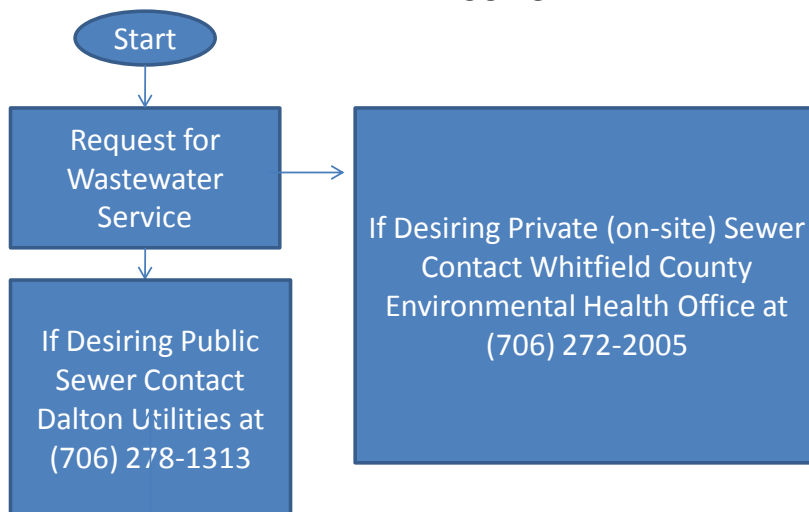 Start
Request for
Wastewater
Service
If Desiring Private (on-site) Sewer
Contact Whitfield County
Environmental Health Office at
(706) 272-2005
If Desiring Public
Sewer Contact
Dalton Utilities at
(706) 278-1313